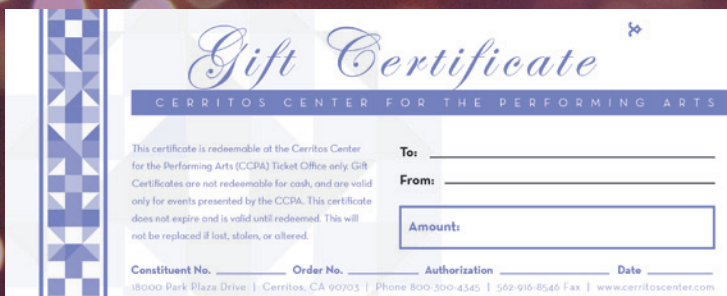 Gift Certificate
CERRITOS CENTER FOR THE PERFORMING ARTS
This certificate is redeemable at the Cerritos Center
for the Performing Arts (CCPA) Ticket Office only. Gift
Certificates are not redeemable for cash, and are valid
only for events presented by the CCPA. This certificate
does not expire and is valid until redeemed. This will
not be replaced if lost, stolen, or altered.
To:
From:
Amount:
Constituent No. Order No. Authorization Date
18000 Park Plaza Drive | Cerritos, CA 90703 | Phone 800-300-4345 | 562-916-8546 Fax | www.cerritoscenter.com